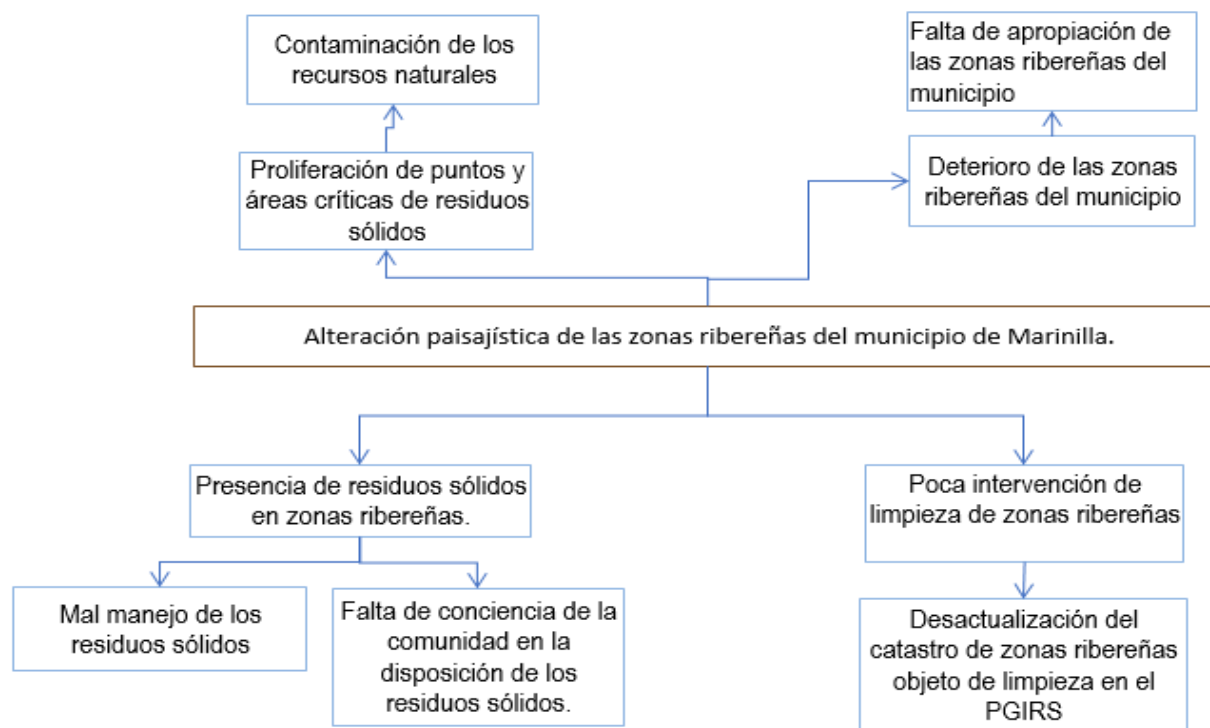 Contaminación de los
recursos naturales
Falta de apropiación de
las zonas ribereñas del
municipio
Proliferación de puntos y
áreas críticas de residuos
sólidos
Deterioro de las zonas
ribereñas del municipio
Alteración paisajística de las zonas ribereñas del municipio de Marinilla.
Presencia de residuos sólidos
en zonas ribereñas.
Poca intervención de
limpieza de zonas ribereñas
Mal manejo de los
residuos sólidos
Falta de conciencia de la
comunidad en la
disposición de los
residuos sólidos.
Desactualización del
catastro de zonas ribereñas
objeto de limpieza en el
PGIRS